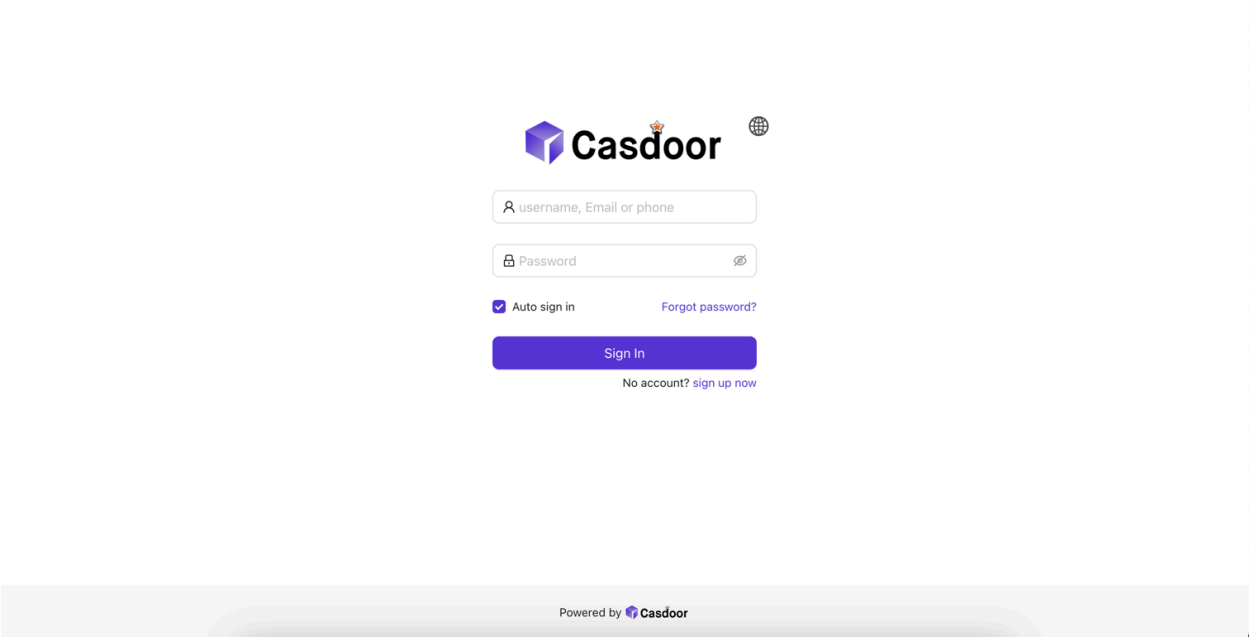 Casdoor
username, Email or phone
Password
Auto sign in Forgot password?
Sign In
No account? sign up now
Powered by Casdoor